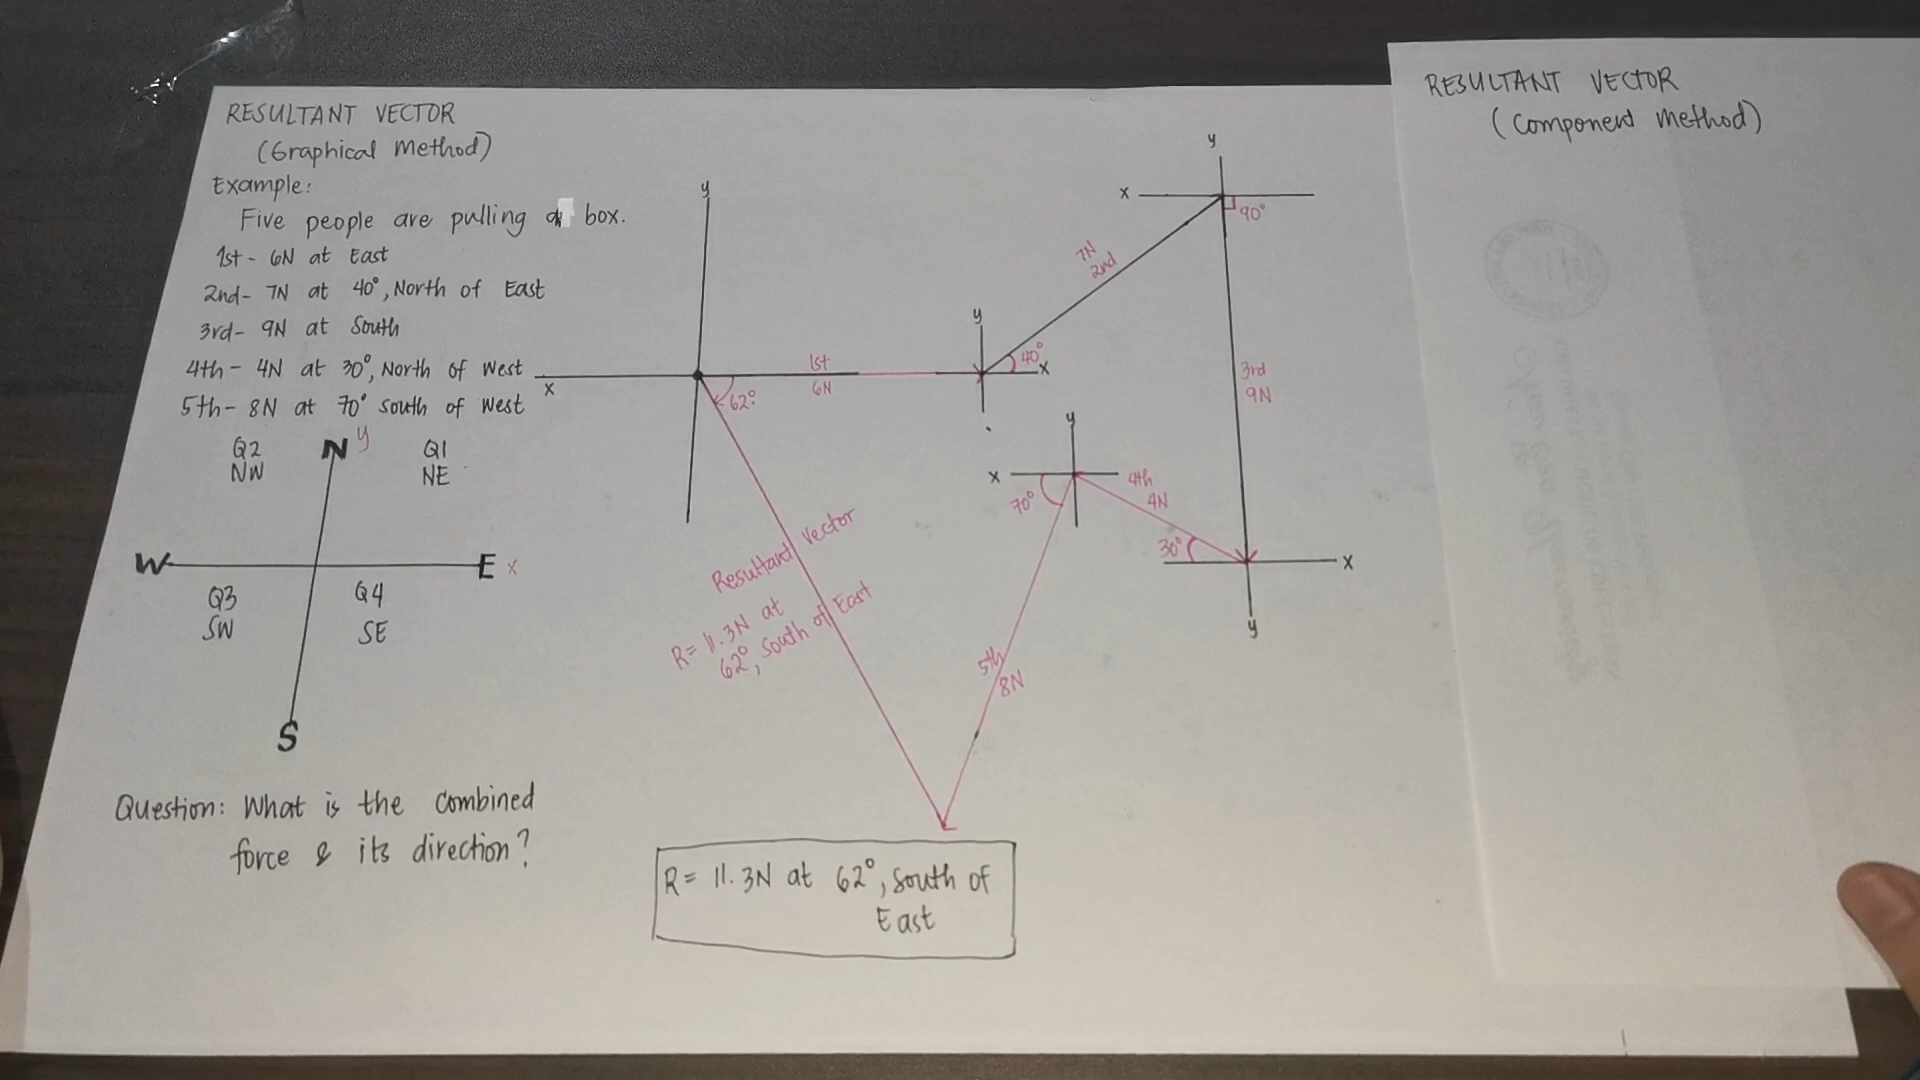 RESULTANT VECTOR
(Graphical Method)
Example:
Five people are pulling a box.
1st - 6N at East
2nd- 7N at 40°, North of East
3rd- 9N at South
4th - 4N at 30°, North of West
5th- 8N at 70° South of West
Q2
NW
N y
Q1
NE
W
E x
Q3
SW
Q4
SE
S
Question: What is the combined
force & its direction?
y
x
1st
6N
62°
y
40°
x
7N
2nd
y
x
90°
3rd
9N
y
x
70°
4th
4N
30°
x
y
5th
8N
Resultant Vector
R= 11.3N at
62°, South of East
R= 11.3N at 62°, South of
East
RESULTANT VECTOR
(Component Method)